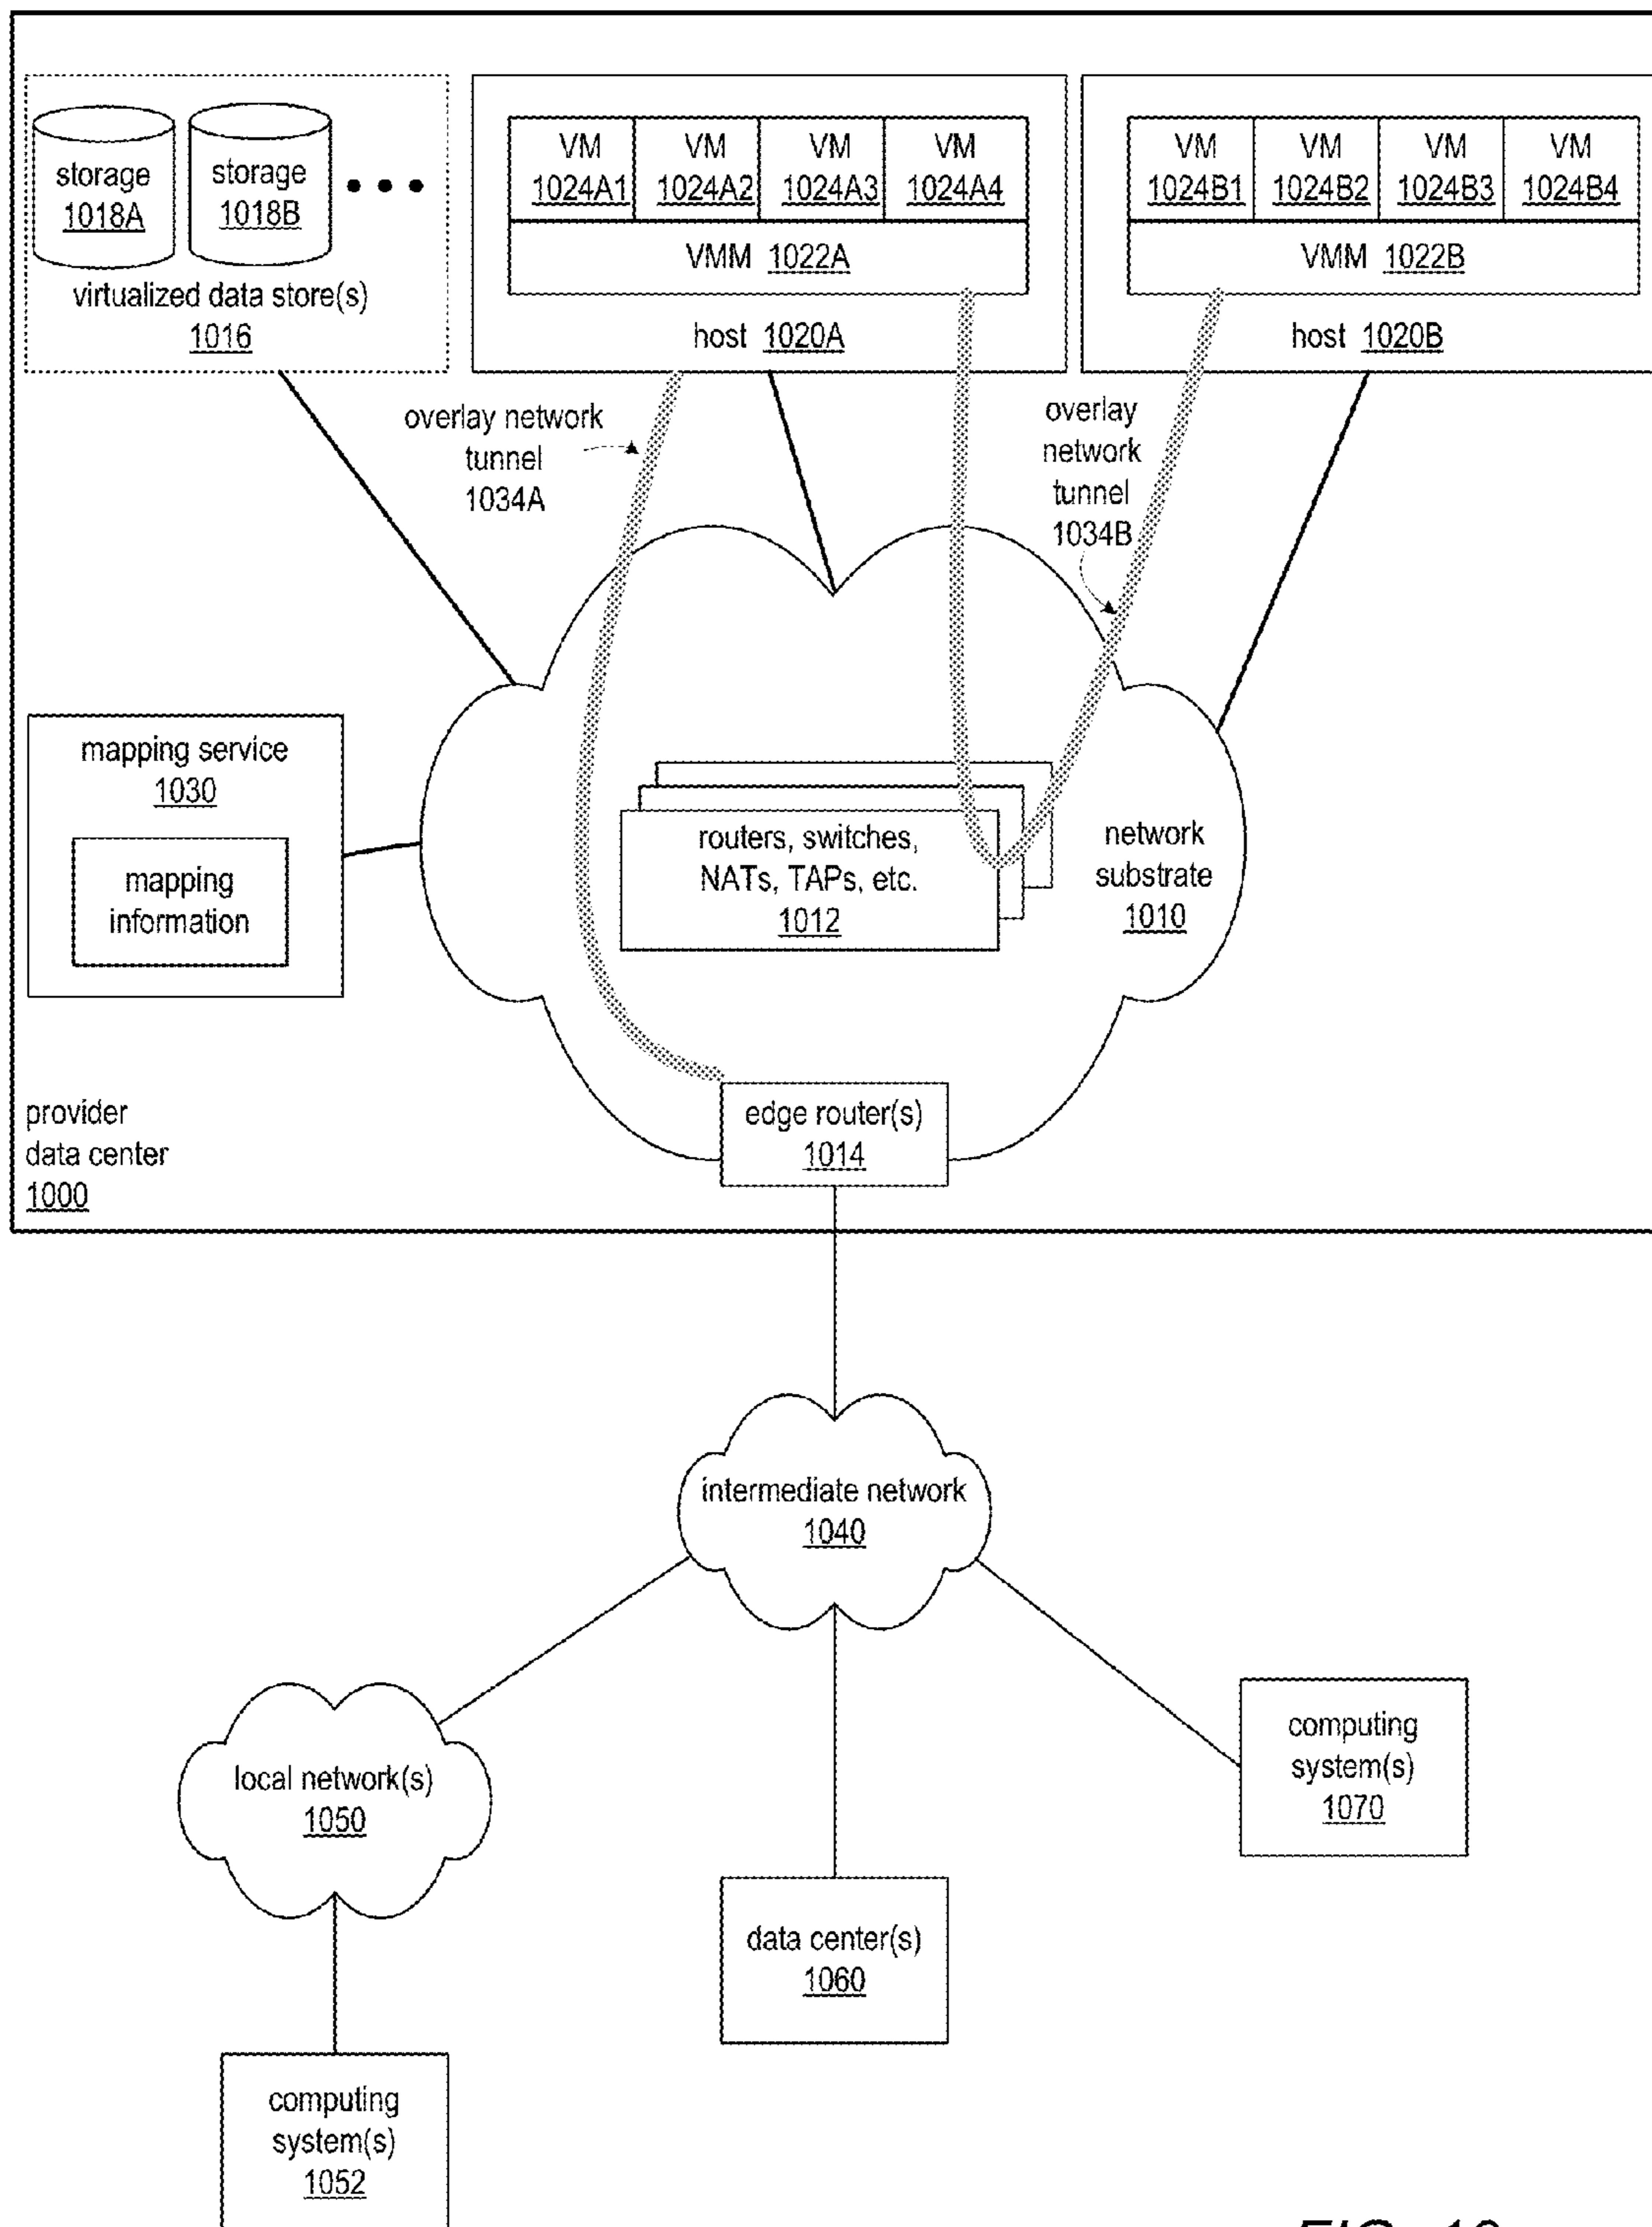 storage
1018A
storage
1018B
virtualized data store(s)
1016
VM
1024A1
VM
1024A2
VM
1024A3
VM
1024A4
VMM 1022A
host 1020A
VM
1024B1
VM
1024B2
VM
1024B3
VM
1024B4
VMM 1022B
host 1020B
overlay network
tunnel
1034A
overlay
network
tunnel
1034B
mapping service
1030
mapping
information
routers, switches,
NATs, TAPs, etc.
1012
network
substrate
1010
edge router(s)
1014
provider
data center
1000
intermediate network
1040
local network(s)
1050
computing
system(s)
1070
data center(s)
1060
computing
system(s)
1052